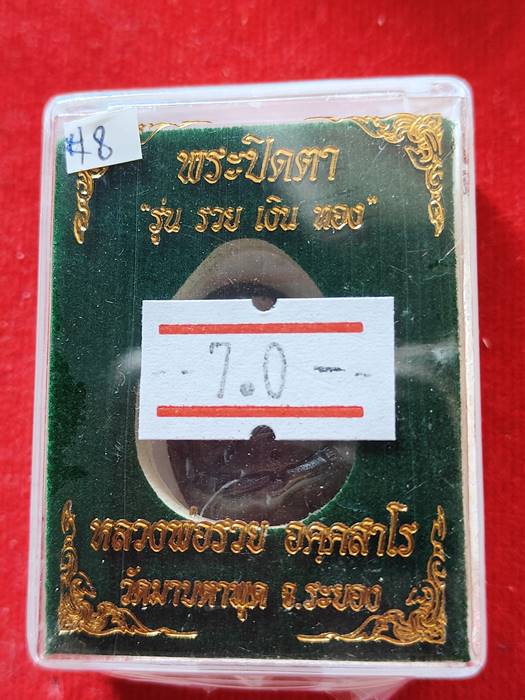 #8
พระปิดตา
"รุ่น รวย เงิน ทอง"
-- 7.0 --
หลวงพ่อรวย อคฺคสาโร
วัดมาบตาพุด จ.ระยอง